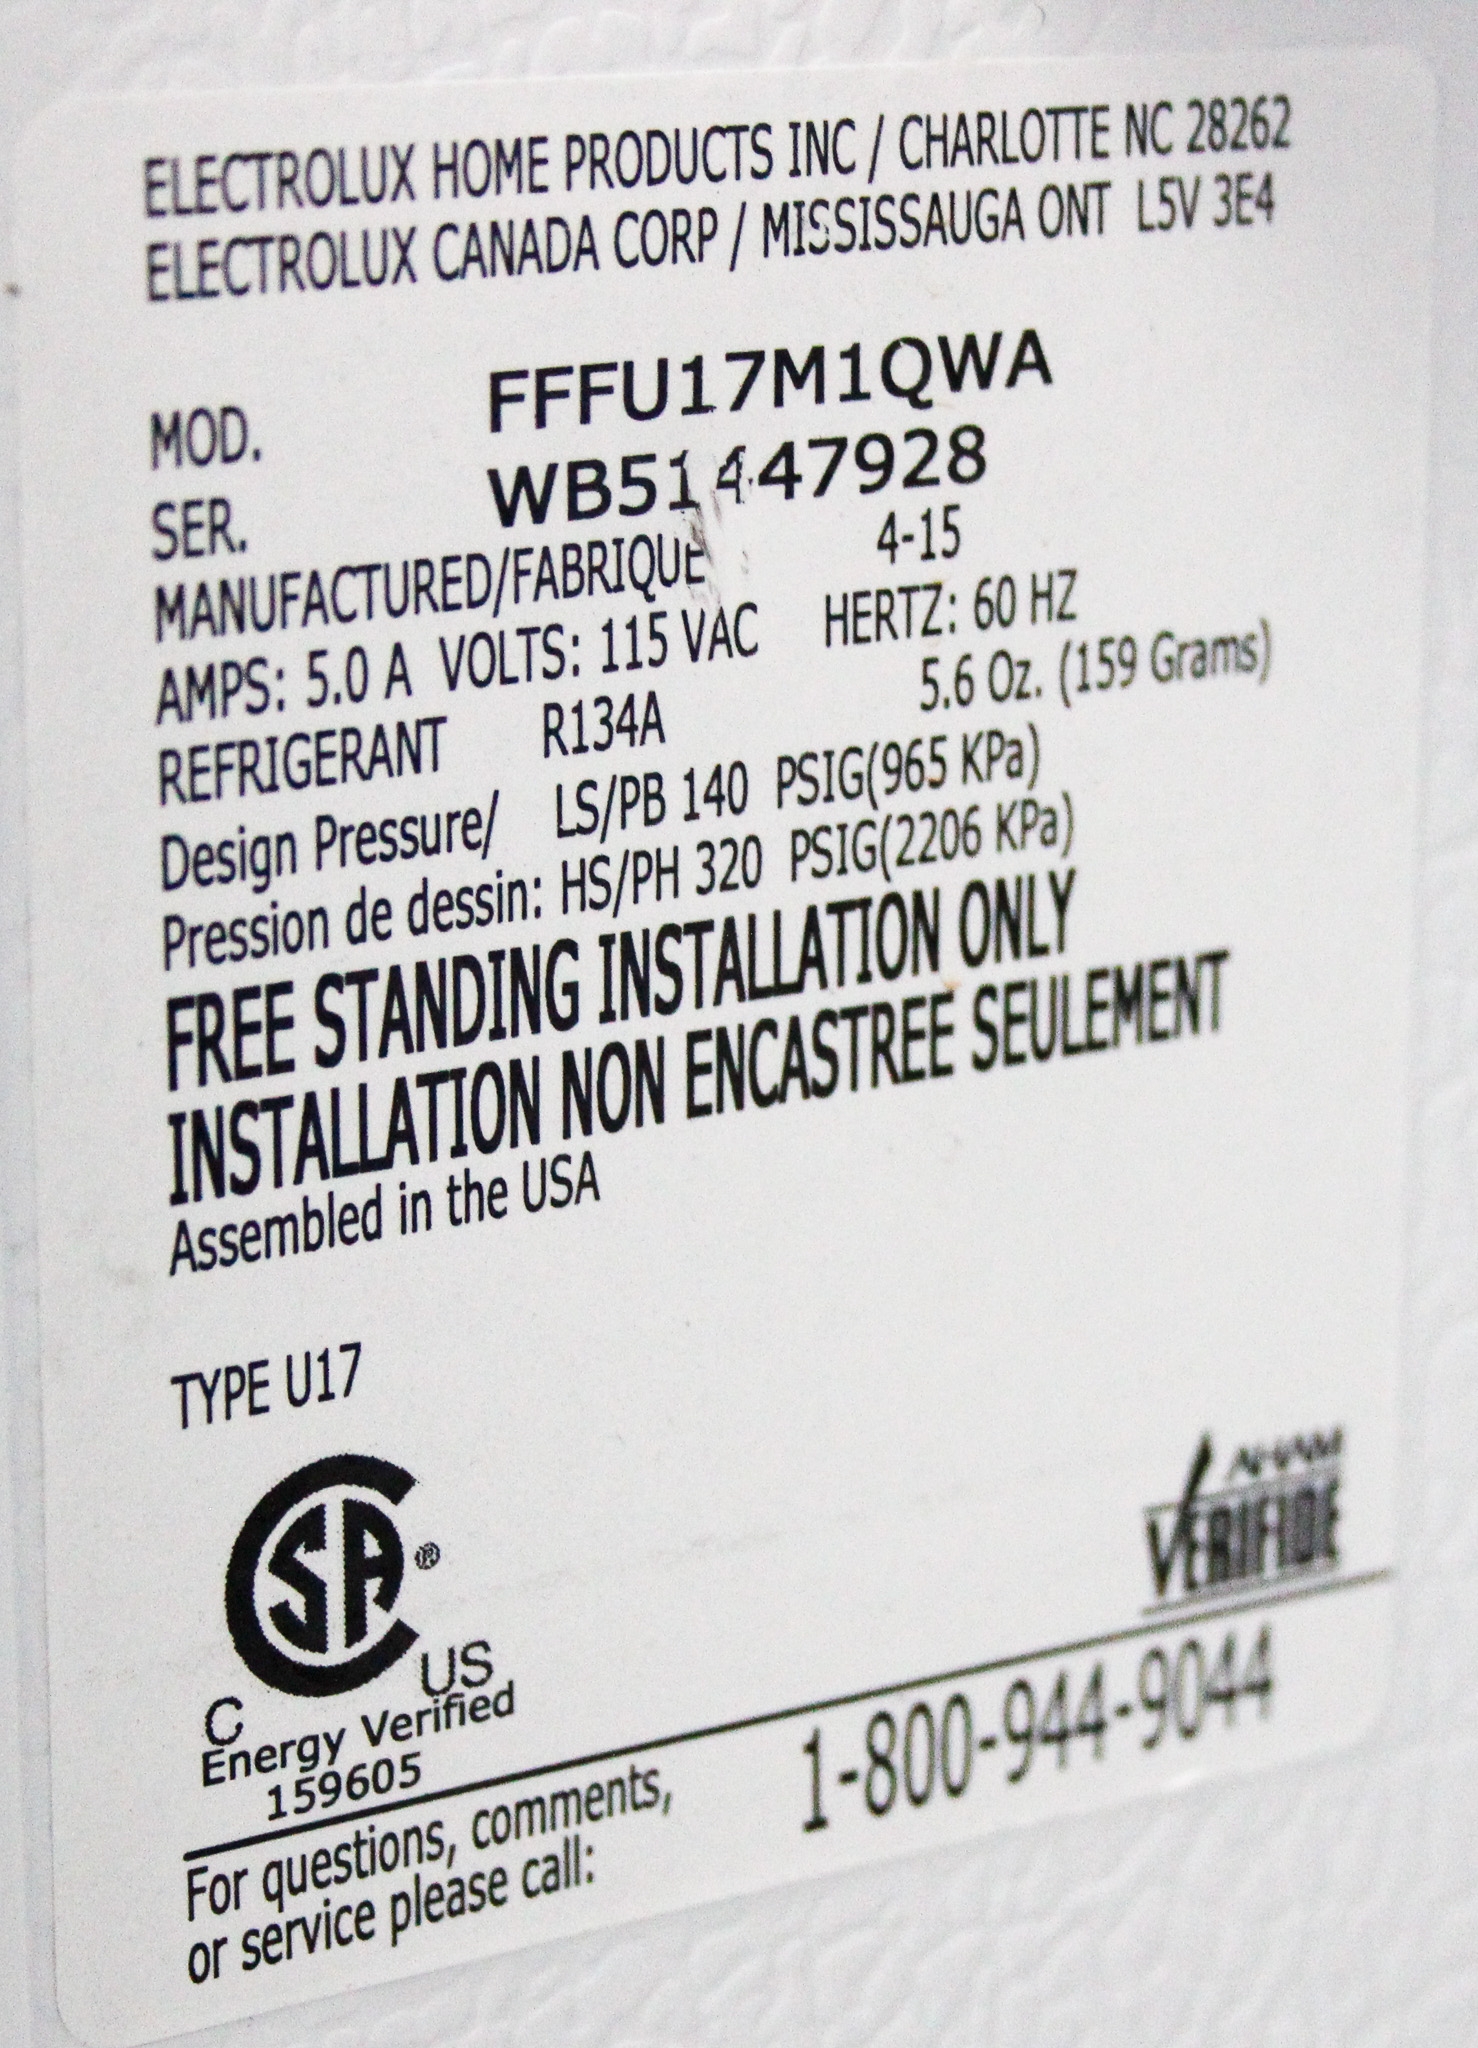 ELECTROLUX HOME PRODUCTS INC / CHARLOTTE NC 28262
ELECTROLUX CANADA CORP / MISSISSAUGA ONT L5V 3E4
MOD. FFFU17M1QWA
SER. WB51447928
MANUFACTURED/FABRIQUE 4-15
AMPS: 5.0 A VOLTS: 115 VAC HERTZ: 60 HZ
REFRIGERANT R134A 5.6 Oz. (159 Grams)
Design Pressure/ LS/PB 140 PSIG(965 KPa)
Pression de dessin: HS/PH 320 PSIG(2206 KPa)
FREE STANDING INSTALLATION ONLY
INSTALLATION NON ENCASTREE SEULEMENT
Assembled in the USA
TYPE U17
CSA®
C US
Energy Verified
159605
AHAM
VERIFIDE
For questions, comments,
or service please call: 1-800-944-9044